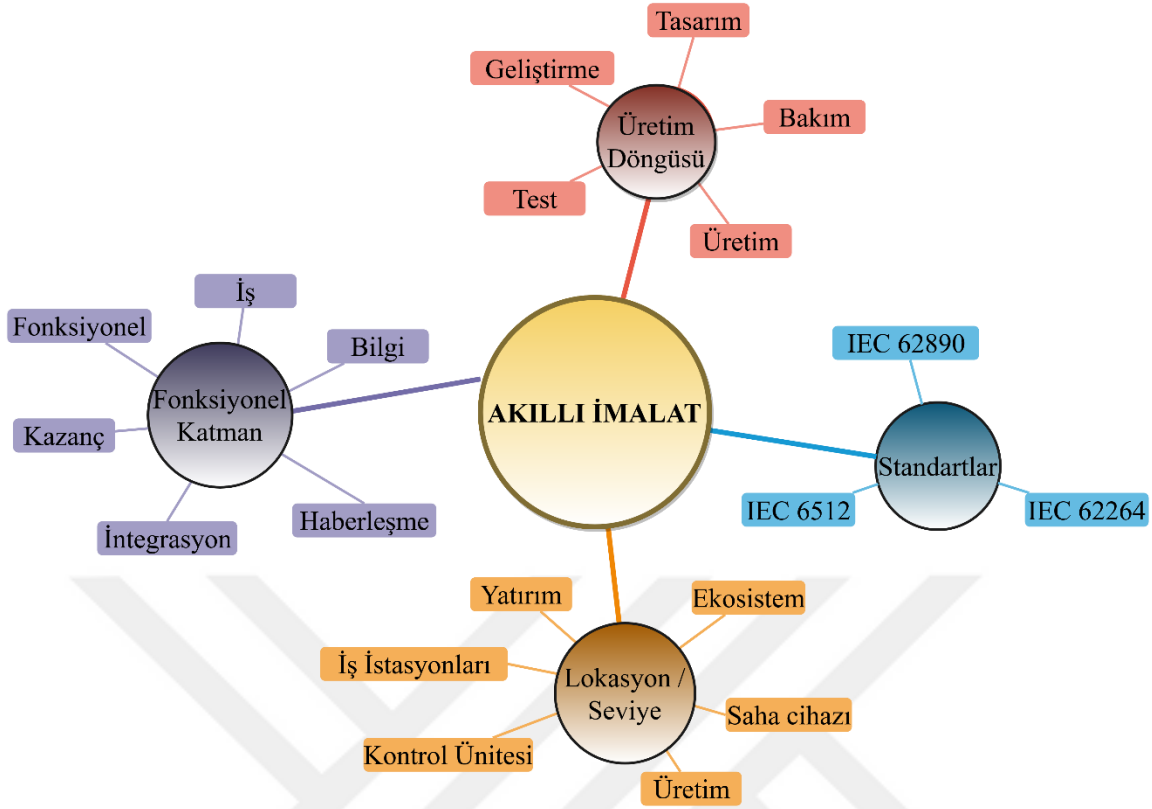 Tasarım
Geliştirme
Üretim
Döngüsü
Bakım
Test
Üretim
İş
Fonksiyonel
Bilgi
Fonksiyonel
Katman
Kazanç
Haberleşme
İntegrasyon
AKILLI İMALAT
IEC 62890
Standartlar
IEC 6512
IEC 62264
Yatırım
Ekosistem
İş İstasyonları
Lokasyon /
Seviye
Saha cihazı
Kontrol Ünitesi
Üretim